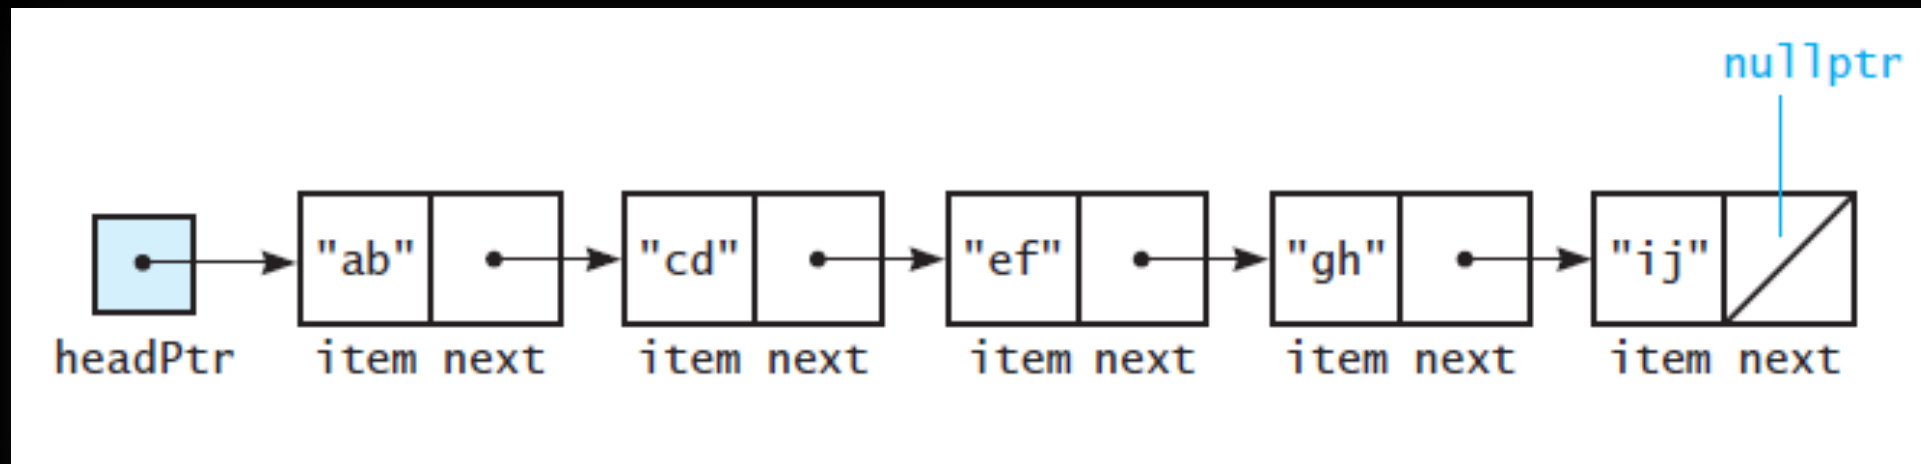 nullptr
"ab" "cd" "ef" "gh" "ij"
headPtr item next item next item next item next item next